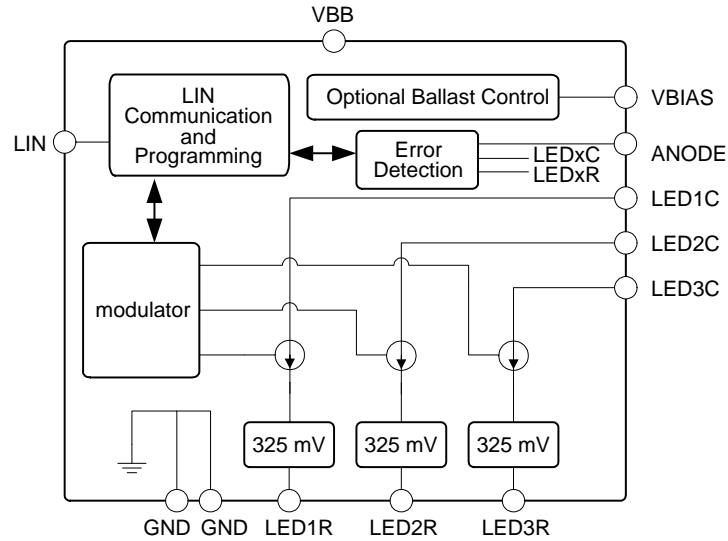 VBB
LIN
Communication
and
Programming
Optional Ballast Control
VBIAS
LIN
Error
Detection
LEDxC
LEDxR
ANODE
LED1C
LED2C
LED3C
modulator
325 mV
325 mV
325 mV
GND
GND
LED1R
LED2R
LED3R